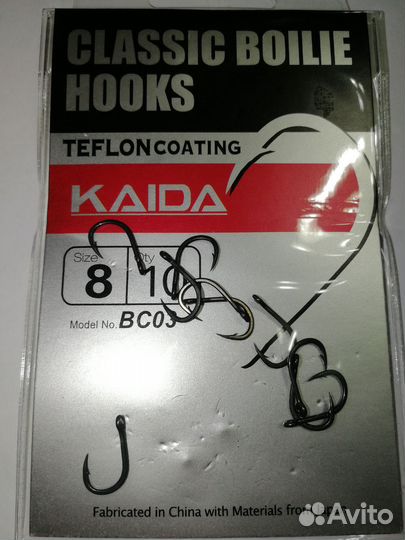 CLASSIC BOILIE
HOOKS
TEFLON COATING
KAIDA
Size Qty
8 10
Model No. BC03
Fabricated in China with Materials from Japan
Avito